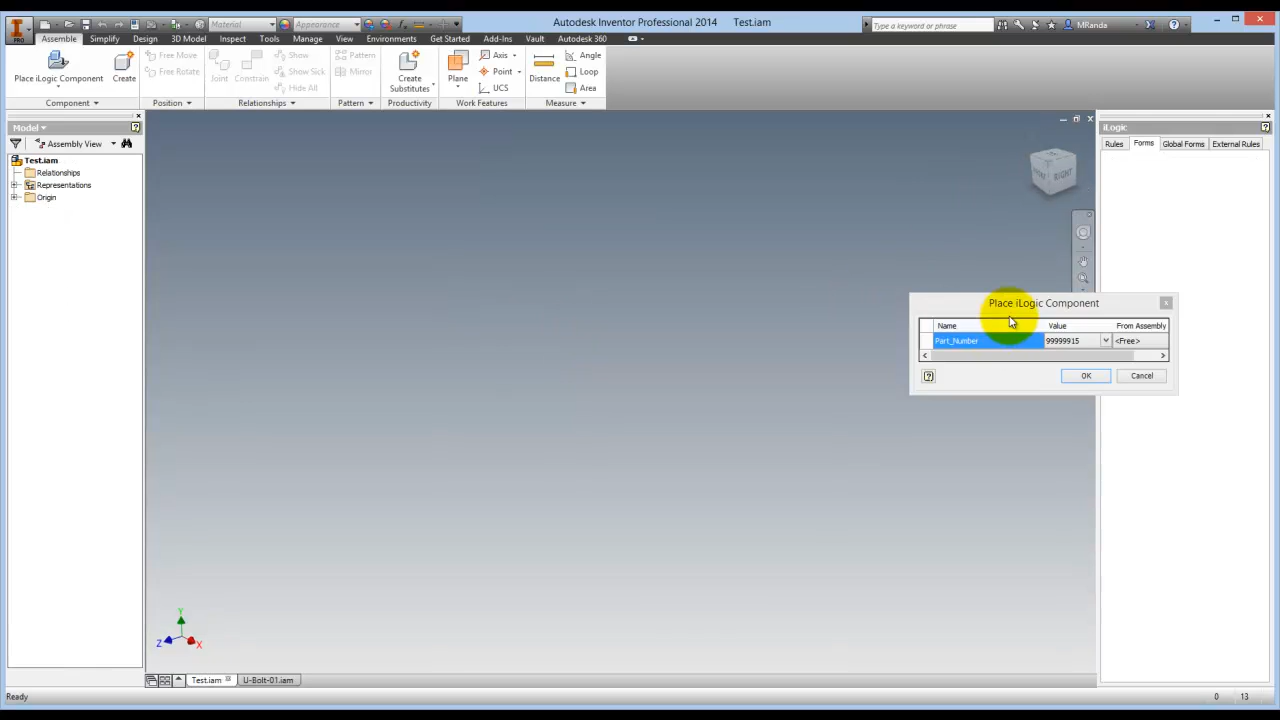 Material
Appearance
Autodesk Inventor Professional 2014 Test.iam
Type a keyword or phrase
MRanda
PRO
Assemble Simplify Design 3D Model Inspect Tools Manage View Environments Get Started Add-Ins Vault Autodesk 360
Place iLogic Component
Create
Free Move
Free Rotate
Joint
Constrain
Show
Show Sick
Hide All
Pattern
Mirror
Create
Substitutes
Plane
Axis
Point
UCS
Distance
Angle
Loop
Area
Component
Position
Relationships
Pattern
Productivity
Work Features
Measure
Model
Assembly View
Test.iam
Relationships
Representations
Origin
RIGHT
iLogic
Rules Forms Global Forms External Rules
Place iLogic Component
Name Value From Assembly
Part_Number 99999915 <Free>
OK Cancel
Y
Z
X
Test.iam
U-Bolt-01.iam
Ready
0 13